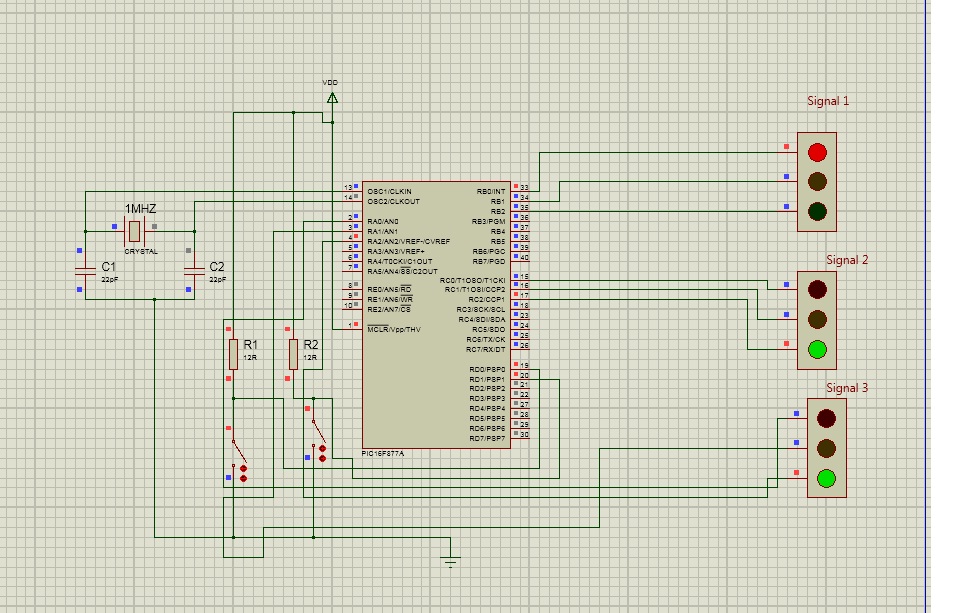 VDD
Signal 1
13
OSC1/CLKIN
RB0/INT
33
14
OSC2/CLKOUT
RB1
34
RB2
35
2
RA0/AN0
RB3/PGM
36
3
RA1/AN1
RB4
37
4
RA2/AN2/VREF-/CVREF
RB5
38
5
RA3/AN3/VREF+
RB6/PGC
39
6
RA4/T0CKI/C1OUT
RB7/PGD
40
7
RA5/AN4/SS/C2OUT
1MHZ
CRYSTAL
C1
22pF
C2
22pF
RC0/T1OSO/T1CKI
15
8
RE0/AN5/RD
RC1/T1OSI/CCP2
16
9
RE1/AN6/WR
RC2/CCP1
17
10
RE2/AN7/CS
RC3/SCK/SCL
18
RC4/SDI/SDA
23
1
MCLR/Vpp/THV
RC5/SDO
24
RC6/TX/CK
25
RC7/RX/DT
26
Signal 2
R1
12R
R2
12R
RD0/PSP0
19
RD1/PSP1
20
RD2/PSP2
21
RD3/PSP3
22
RD4/PSP4
27
RD5/PSP5
28
RD6/PSP6
29
RD7/PSP7
30
PIC16F877A
Signal 3